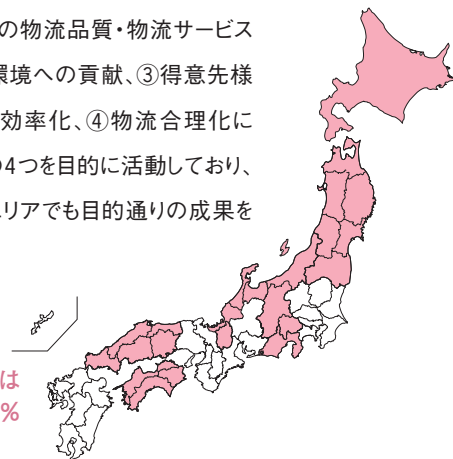 の物流品質・物流サービス
環境への貢献、③得意先様
効率化、④物流合理化に
の4つを目的に活動しており、
エリアでも目的通りの成果を
は
%